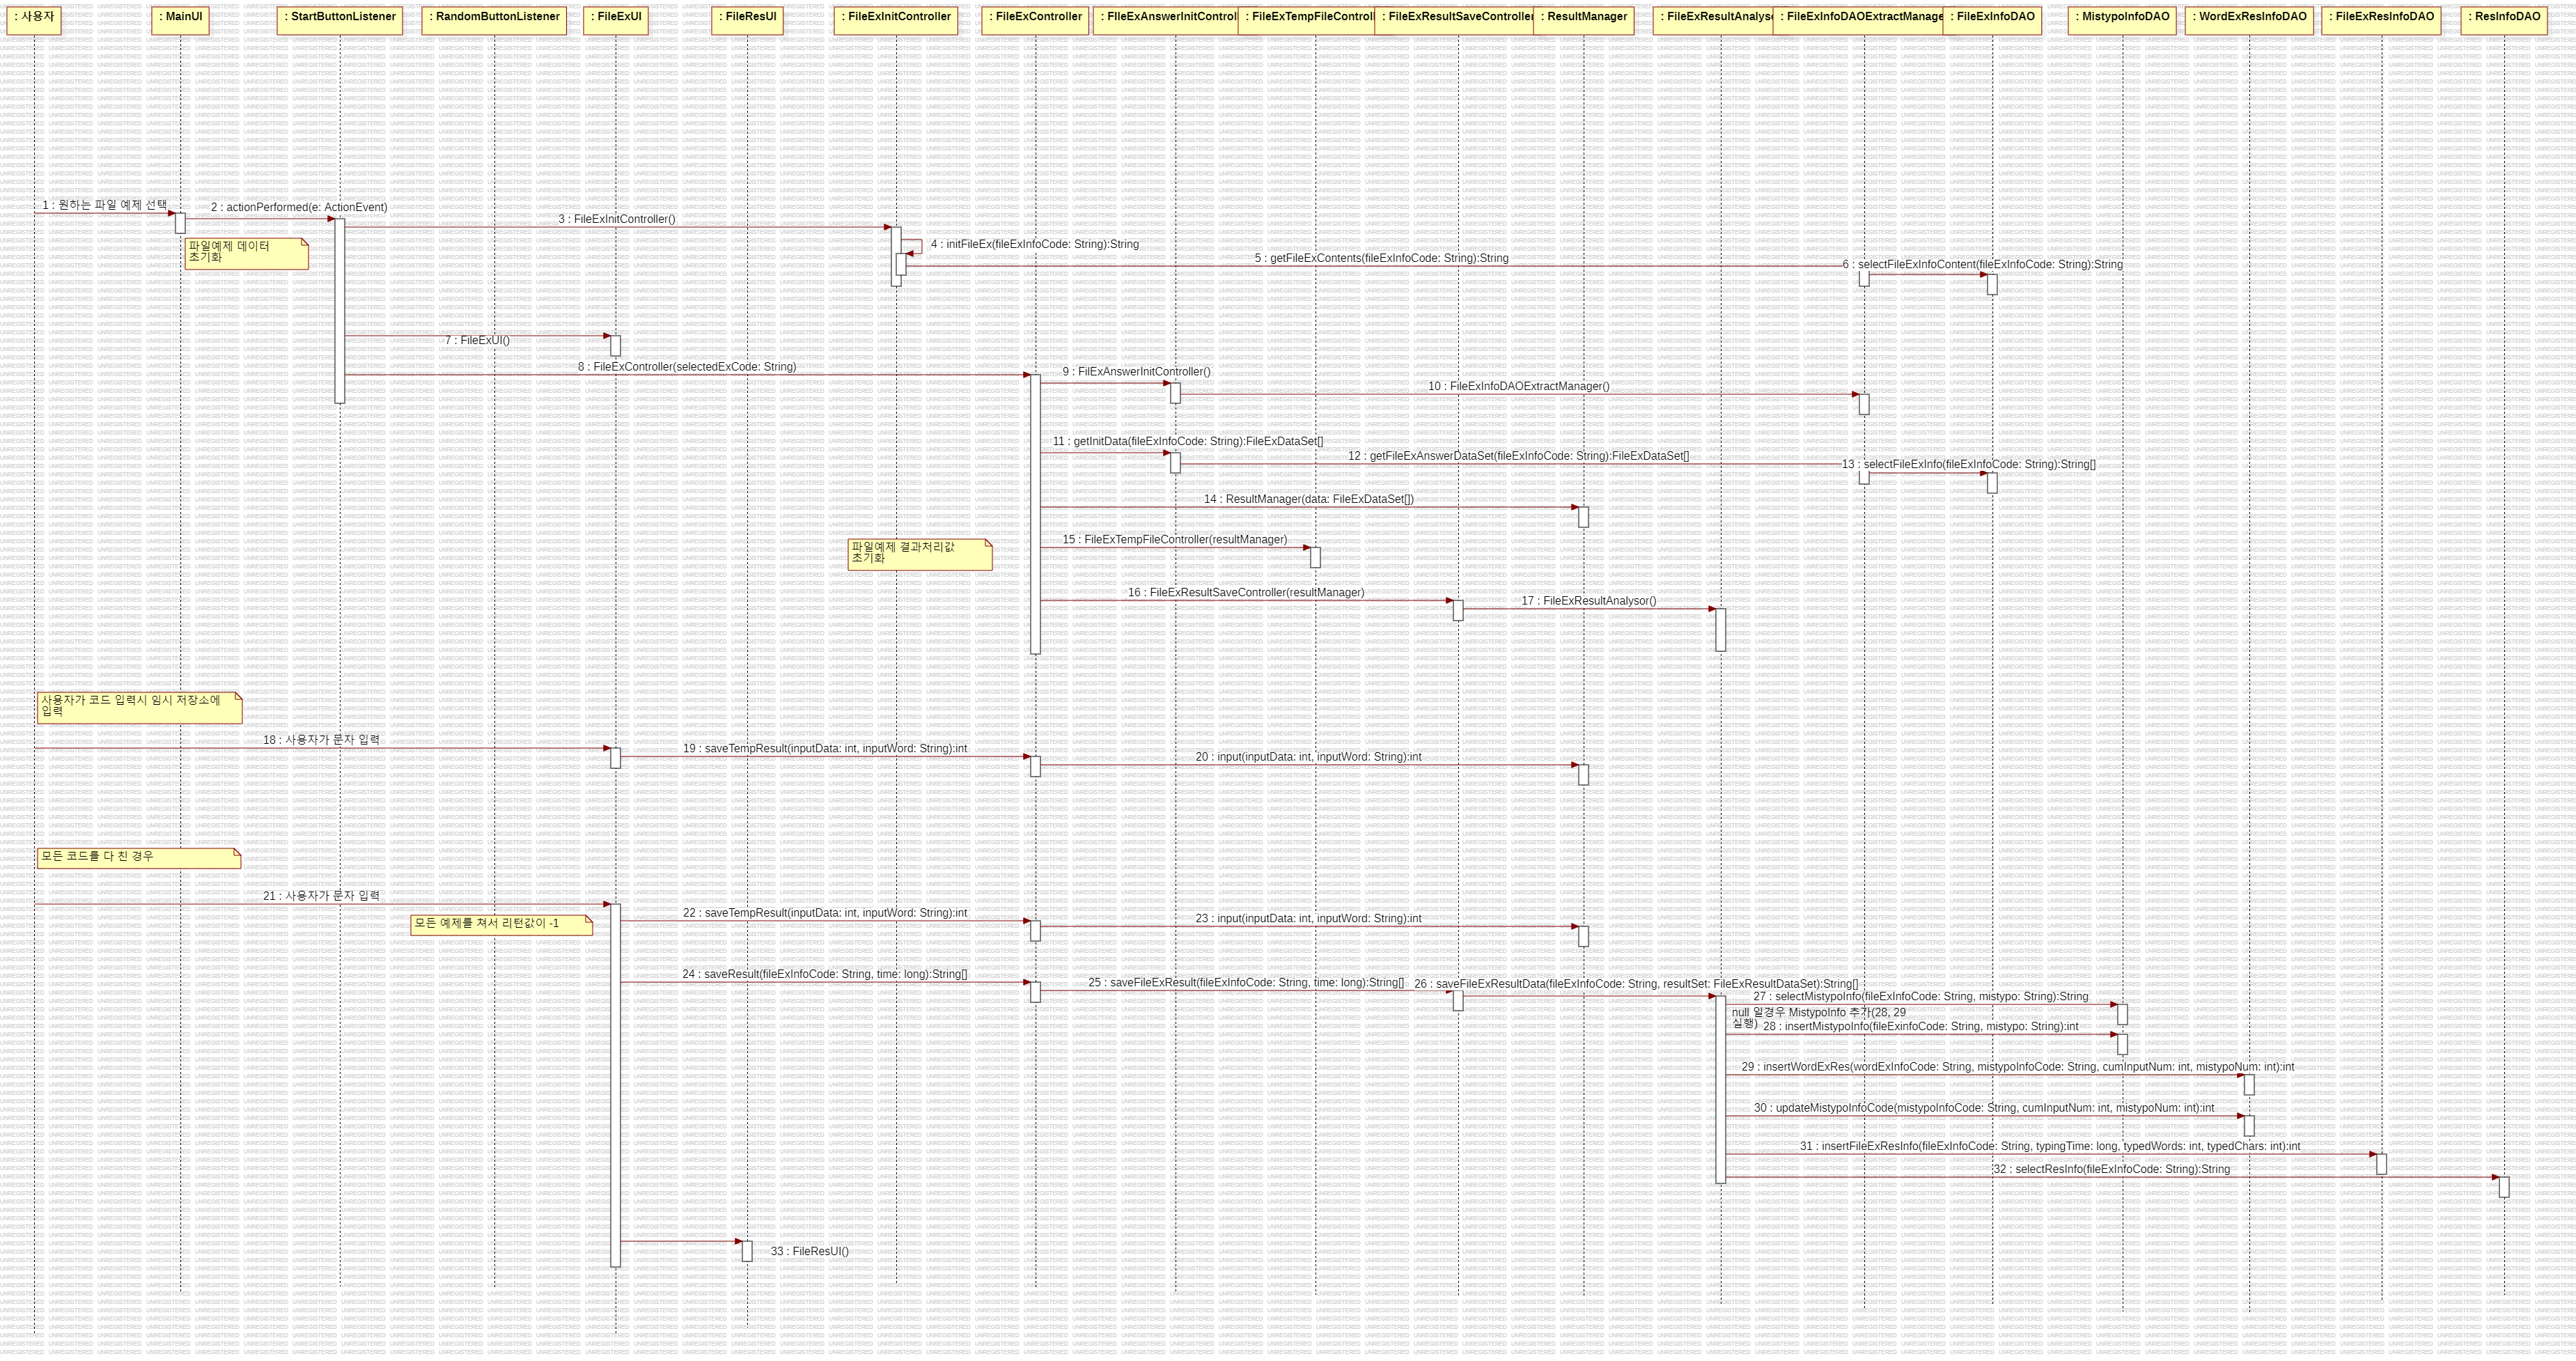 : 사용자
: MainUI
: StartButtonListener
: RandomButtonListener
: FileExUI
: FileResUI
: FileExInitController
: FileExController
: FIleExAnswerInitControl
: FileExTempFileControl
: FileExResultSaveController
: ResultManager
: FileExResultAnalyso
: FileExInfoDAOExtractManage
: FileExInfoDAO
: MistypoInfoDAO
: WordExResInfoDAO
: FileExResInfoDAO
: ResInfoDAO
1 : 원하는 파일 예제 선택
2 : actionPerformed(e: ActionEvent)
3 : FileExInitController()
파일예제 데이터
초기화
4 : initFileEx(fileExInfoCode: String):String
5 : getFileExContents(fileExInfoCode: String):String
6 : selectFileExInfoContent(fileExInfoCode: String):String
7 : FileExUI()
8 : FileExController(selectedExCode: String)
9 : FilExAnswerInitController()
10 : FileExInfoDAOExtractManager()
11 : getInitData(fileExInfoCode: String):FileExDataSet[]
12 : getFileExAnswerDataSet(fileExInfoCode: String):FileExDataSet[]
13 : selectFileExInfo(fileExInfoCode: String):String[]
14 : ResultManager(data: FileExDataSet[])
파일예제 결과처리값
초기화
15 : FileExTempFileController(resultManager)
16 : FileExResultSaveController(resultManager)
17 : FileExResultAnalysor()
사용자가 코드 입력시 임시 저장소에
입력
18 : 사용자가 문자 입력
19 : saveTempResult(inputData: int, inputWord: String):int
20 : input(inputData: int, inputWord: String):int
모든 코드를 다 친 경우
21 : 사용자가 문자 입력
모든 예제를 쳐서 리턴값이 -1
22 : saveTempResult(inputData: int, inputWord: String):int
23 : input(inputData: int, inputWord: String):int
24 : saveResult(fileExInfoCode: String, time: long):String[]
25 : saveFileExResult(fileExInfoCode: String, time: long):String[]
26 : saveFileExResultData(fileExInfoCode: String, resultSet: FileExResultDataSet):String[]
27 : selectMistypoInfo(fileExInfoCode: String, mistypo: String):String
null 일경우 MistypoInfo 추가(28, 29
실행)
28 : insertMistypoInfo(fileExinfoCode: String, mistypo: String):int
29 : insertWordExRes(wordExInfoCode: String, mistypoInfoCode: String, cumInputNum: int, mistypoNum: int):int
30 : updateMistypoInfoCode(mistypoInfoCode: String, cumInputNum: int, mistypoNum: int):int
31 : insertFileExResInfo(fileExInfoCode: String, typingTime: long, typedWords: int, typedChars: int):int
32 : selectResInfo(fileExInfoCode: String):String
33 : FileResUI()